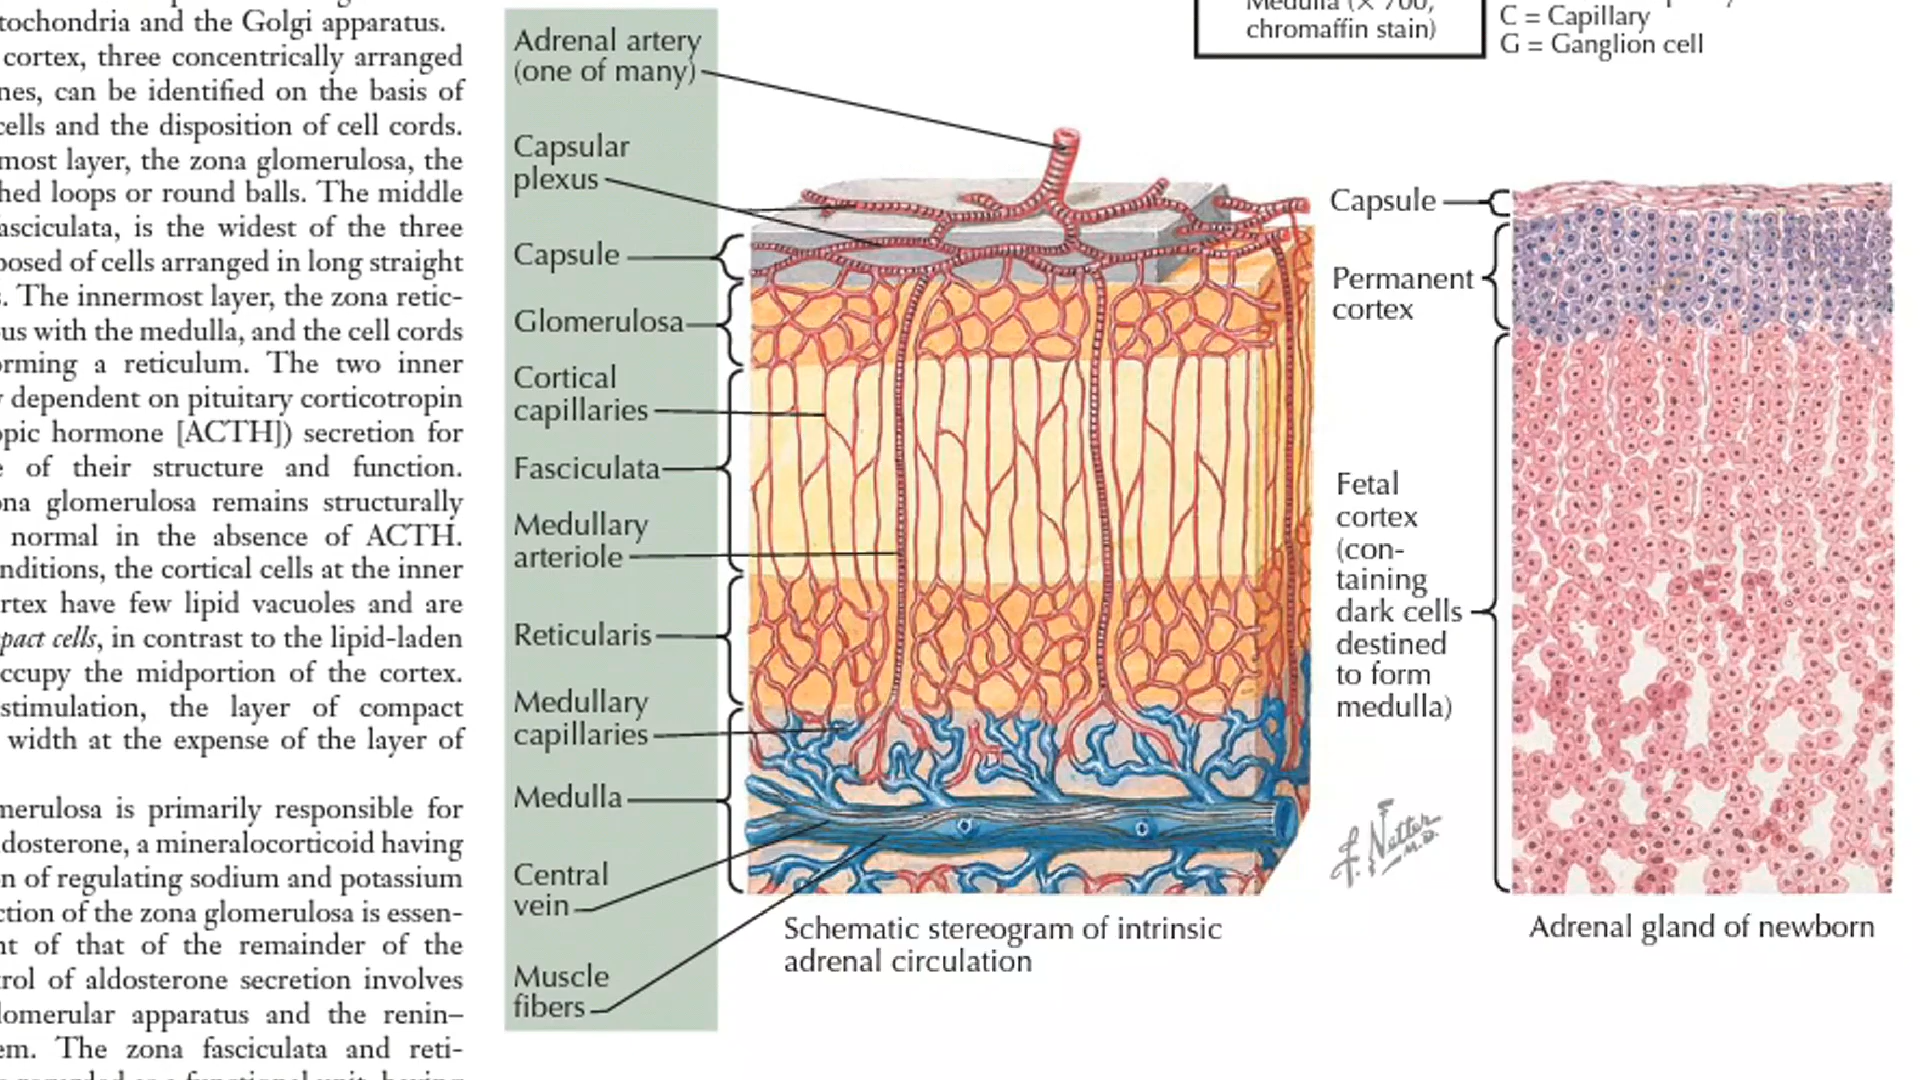 tochondria and the Golgi apparatus.
cortex, three concentrically arranged
nes, can be identified on the basis of
cells and the disposition of cell cords.
most layer, the zona glomerulosa, the
hed loops or round balls. The middle
asciculata, is the widest of the three
posed of cells arranged in long straight
s. The innermost layer, the zona retic-
ous with the medulla, and the cell cords
orming a reticulum. The two inner
y dependent on pituitary corticotropin
opic hormone [ACTH]) secretion for
e of their structure and function.
ona glomerulosa remains structurally
normal in the absence of ACTH.
nditions, the cortical cells at the inner
rtex have few lipid vacuoles and are
pact cells, in contrast to the lipid-laden
ccupy the midportion of the cortex.
stimulation, the layer of compact
width at the expense of the layer of
merulosa is primarily responsible for
ldosterone, a mineralocorticoid having
on of regulating sodium and potassium
ction of the zona glomerulosa is essen-
nt of that of the remainder of the
trol of aldosterone secretion involves
lomerular apparatus and the renin–
em. The zona fasciculata and reti-
Adrenal artery
(one of many)
Capsular
plexus
Capsule
Glomerulosa
Cortical
capillaries
Fasciculata
Medullary
arteriole
Reticularis
Medullary
capillaries
Medulla
Central
vein
Muscle
fibers
Medulla (× 700,
chromaffin stain)
C = Capillary
G = Ganglion cell
Schematic stereogram of intrinsic
adrenal circulation
Capsule
Permanent
cortex
Fetal
cortex
(con-
taining
dark cells
destined
to form
medulla)
F. Netter
M.D.
Adrenal gland of newborn